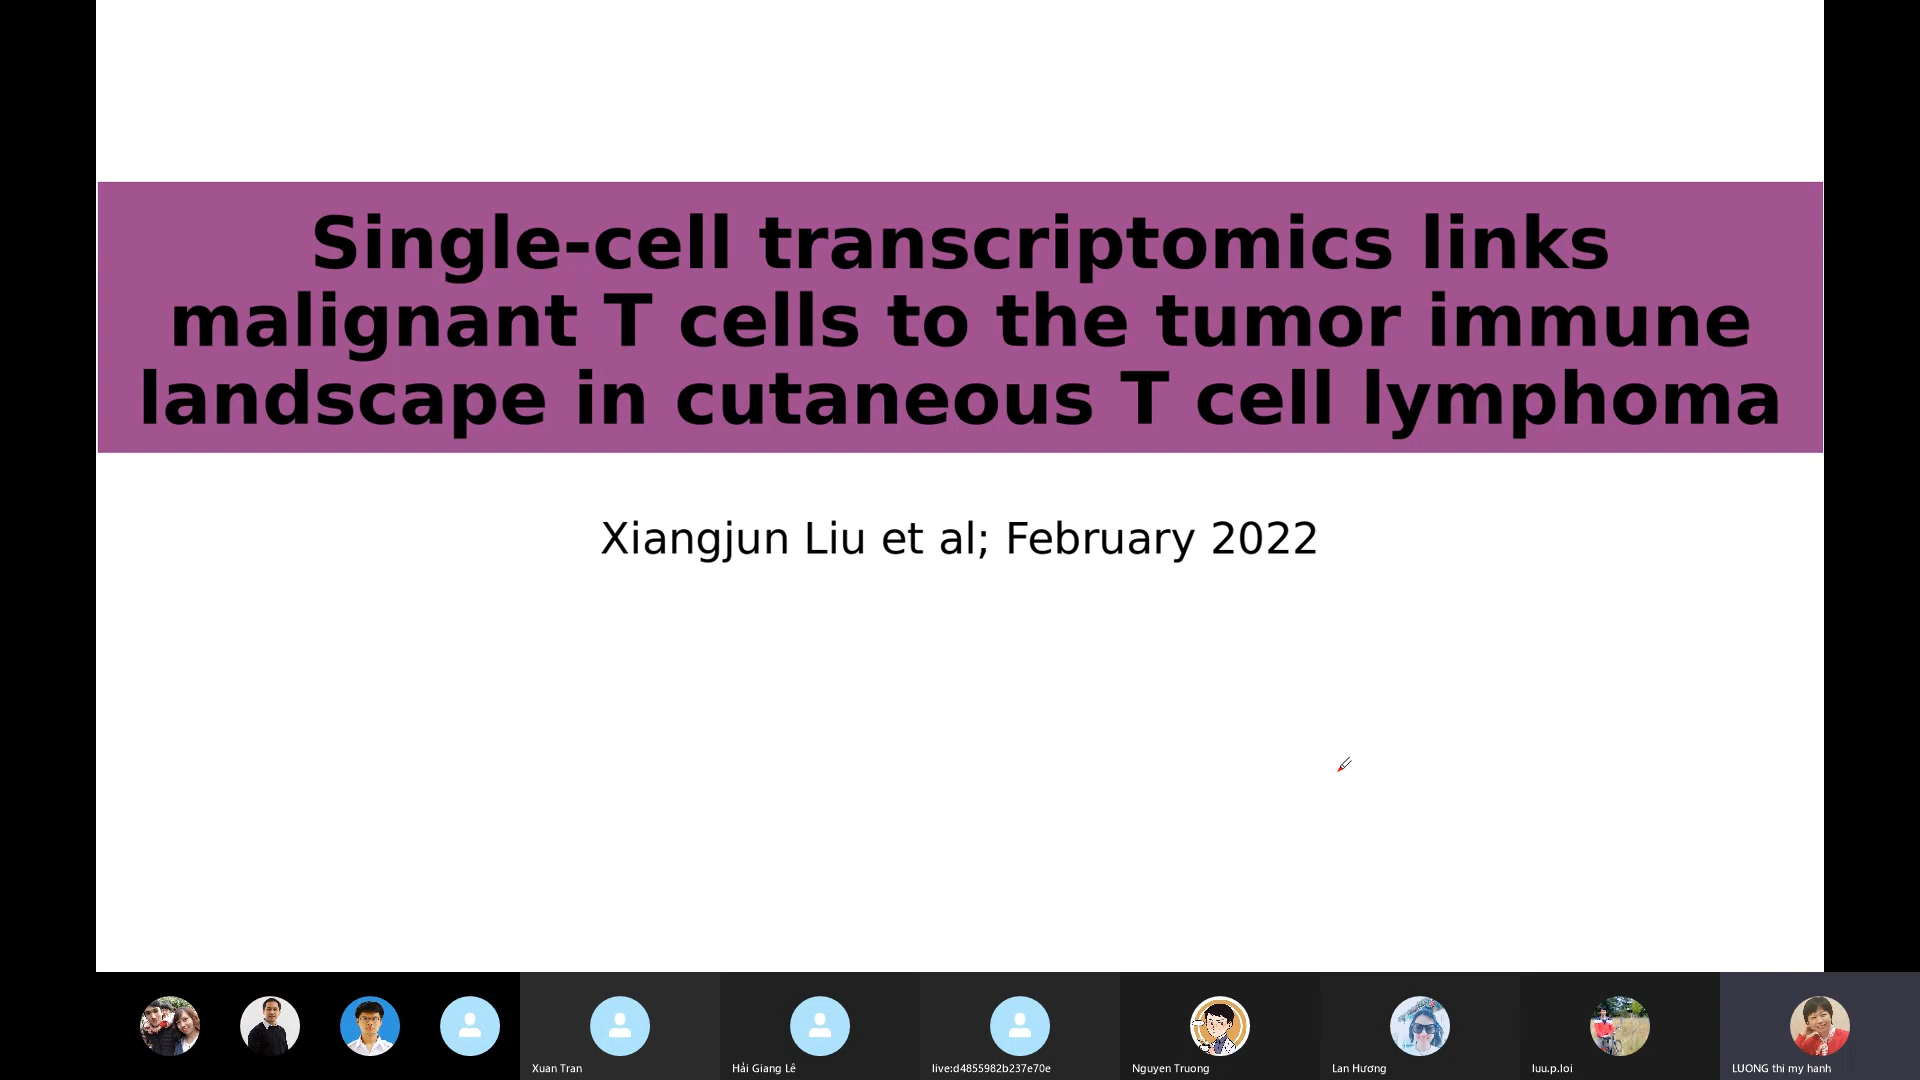 Single-cell transcriptomics links
malignant T cells to the tumor immune
landscape in cutaneous T cell lymphoma
Xiangjun Liu et al; February 2022
Xuan Tran
Hải Giang Lê
live:d4855982b237e70e
Nguyen Truong
Lan Hương
luu.p.loi
LUONG thi my hanh